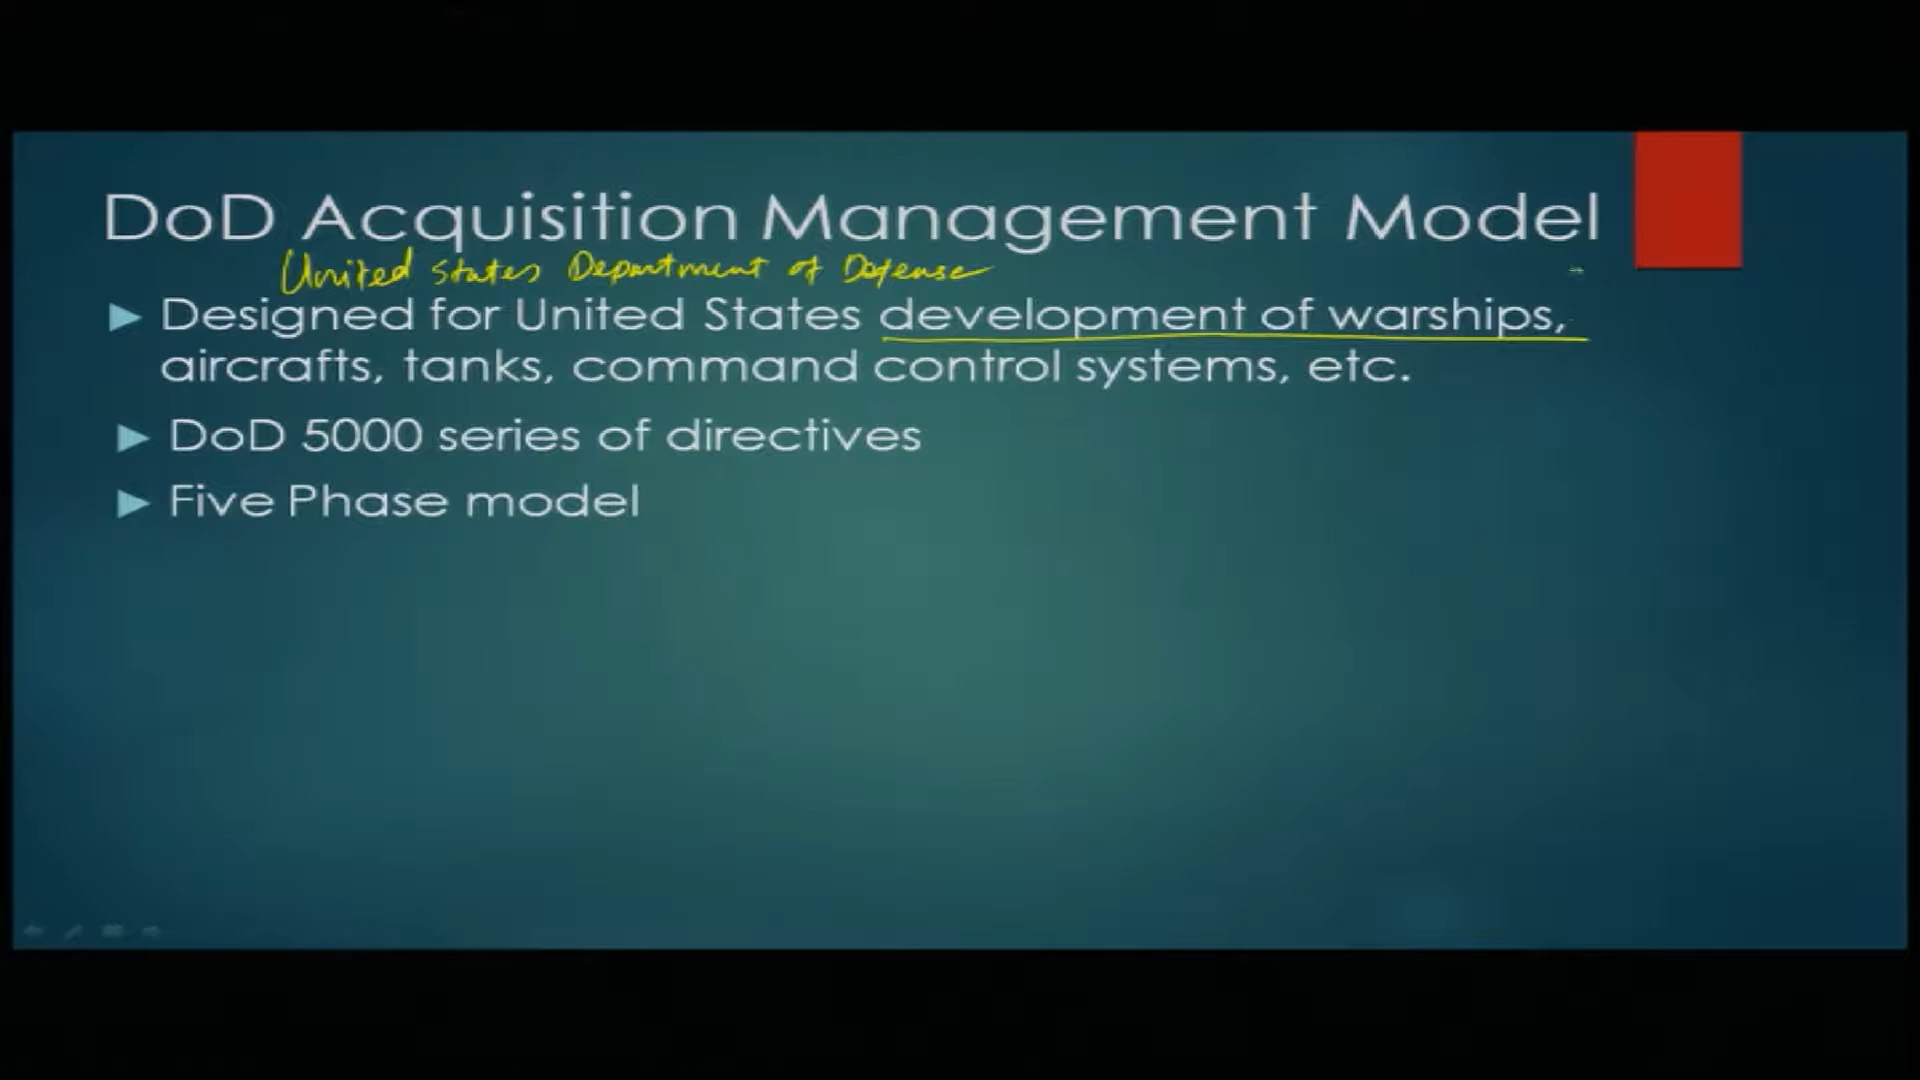 DoD Acquisition Management Model
United States Department of Defense
Designed for United States development of warships,
aircrafts, tanks, command control systems, etc.
DoD 5000 series of directives
Five Phase model